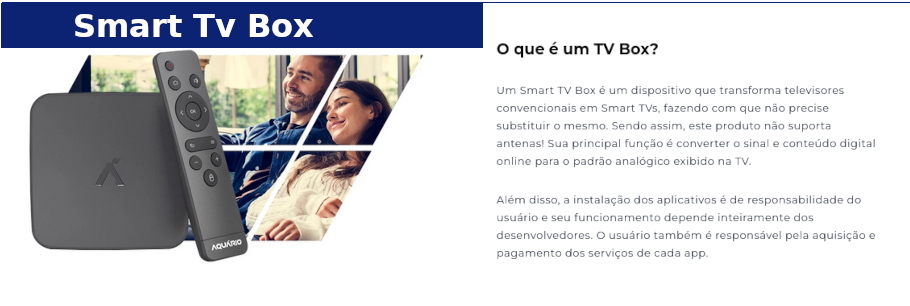 Smart Tv Box
OK
AQUÁRIO
O que é um TV Box?
Um Smart TV Box é um dispositivo que transforma televisores
convencionais em Smart TVs, fazendo com que não precise
substituir o mesmo. Sendo assim, este produto não suporta
antenas! Sua principal função é converter o sinal e conteúdo digital
online para o padrão analógico exibido na TV.
Além disso, a instalação dos aplicativos é de responsabilidade do
usuário e seu funcionamento depende inteiramente dos
desenvolvedores. O usuário também é responsável pela aquisição e
pagamento dos serviços de cada app.